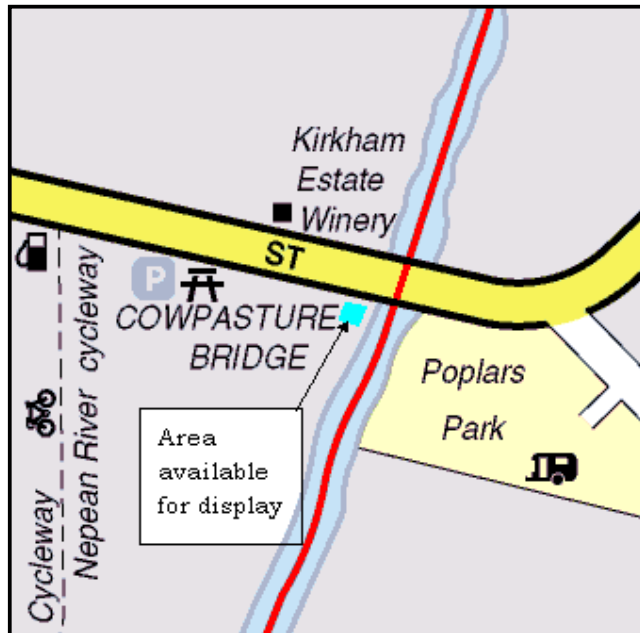 Kirkham
Estate
Winery
ST
P
COWPASTURE
BRIDGE
Poplars
Park
Area
available
for display
Nepean River cycleway
Cycleway